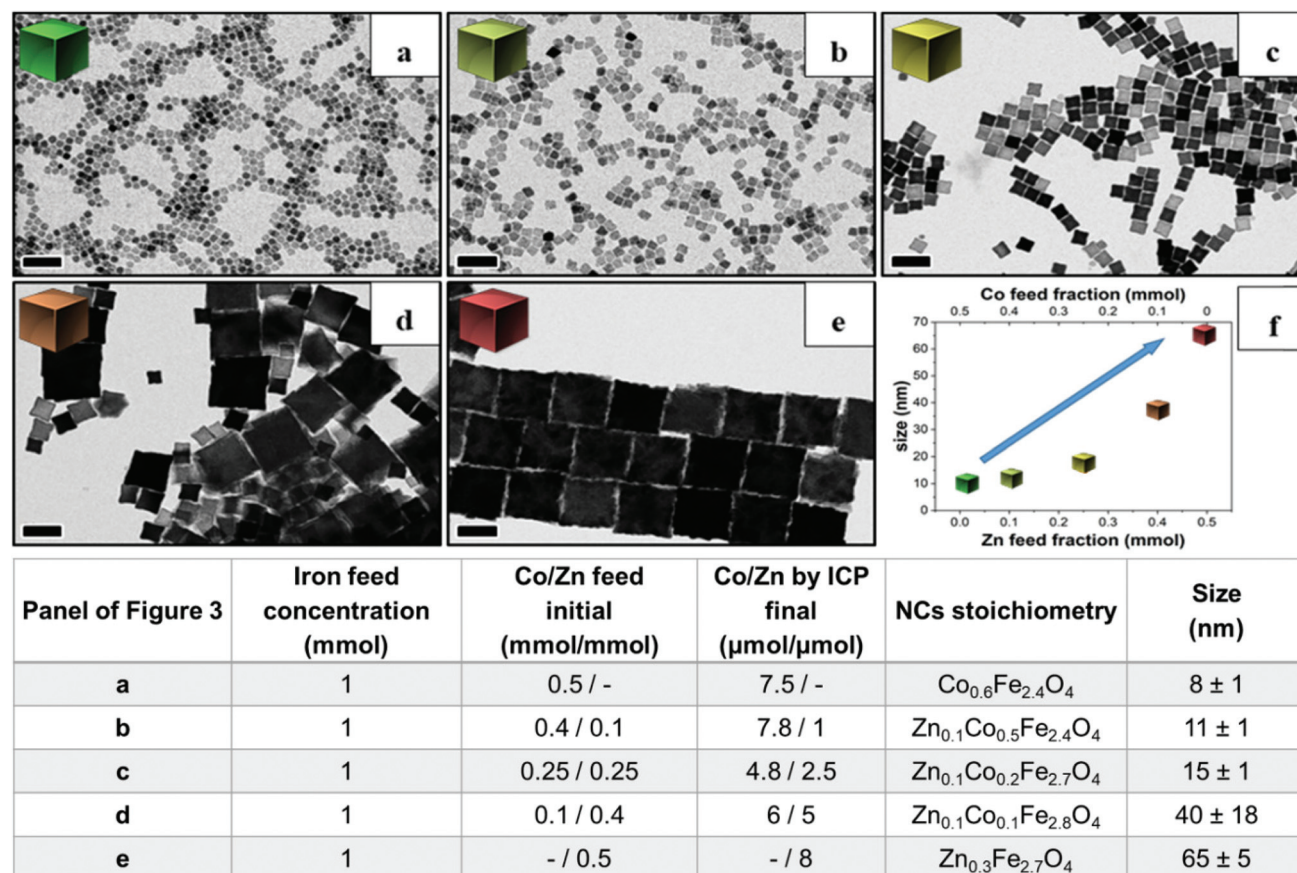 a
b
c
d
e
f
Co feed fraction (mmol)
0.5 0.4 0.3 0.2 0.1 0
70
60
50
40
30
20
10
0
size (nm)
0.0 0.1 0.2 0.3 0.4 0.5
Zn feed fraction (mmol)
Panel of Figure 3 | Iron feed concentration (mmol) | Co/Zn feed initial (mmol/mmol) | Co/Zn by ICP final (µmol/µmol) | NCs stoichiometry | Size (nm)
a 1 0.5 / - 7.5 / - Co₀.₆Fe₂.₄O₄ 8 ± 1
b 1 0.4 / 0.1 7.8 / 1 Zn₀.₁Co₀.₅Fe₂.₄O₄ 11 ± 1
c 1 0.25 / 0.25 4.8 / 2.5 Zn₀.₁Co₀.₂Fe₂.₇O₄ 15 ± 1
d 1 0.1 / 0.4 6 / 5 Zn₀.₁Co₀.₁Fe₂.₈O₄ 40 ± 18
e 1 - / 0.5 - / 8 Zn₀.₃Fe₂.₇O₄ 65 ± 5